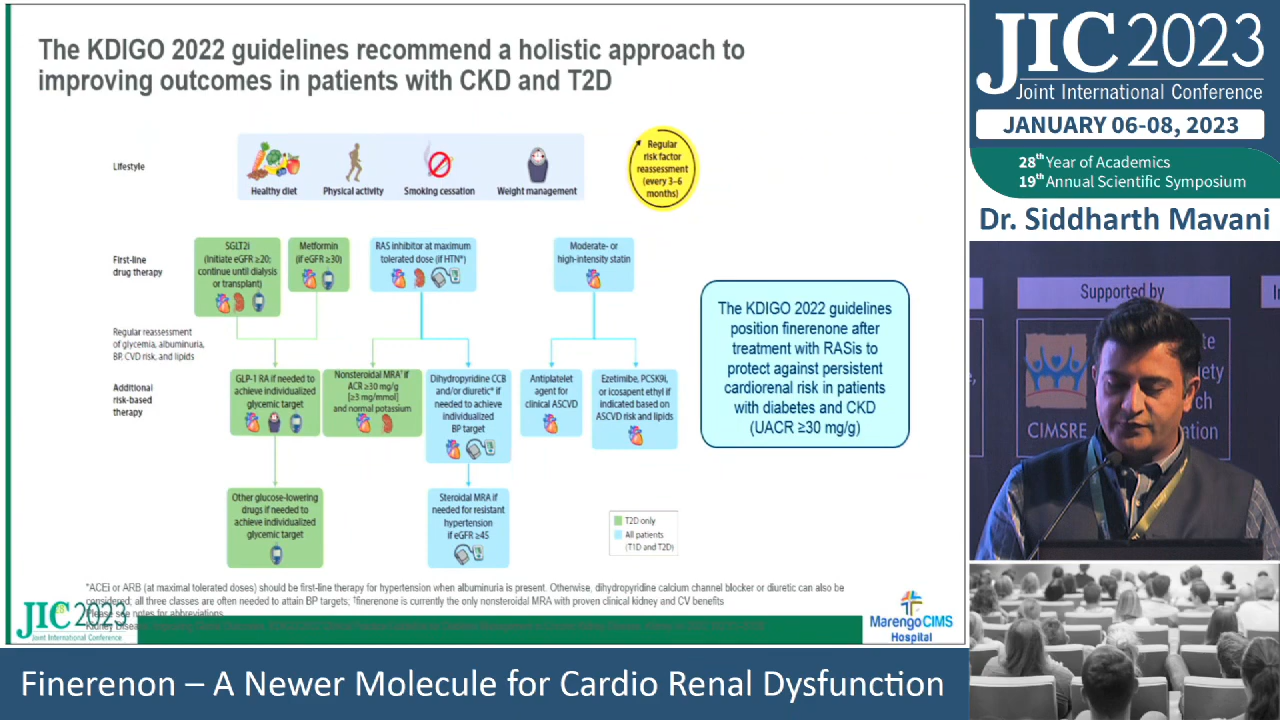 The KDIGO 2022 guidelines recommend a holistic approach to
improving outcomes in patients with CKD and T2D
Lifestyle
Healthy diet
Physical activity
Smoking cessation
Weight management
Regular
risk factor
reassessment
(every 3–6
months)
First-line
drug therapy
SGLT2i
(Initiate eGFR ≥20;
continue until dialysis
or transplant)
Metformin
(if eGFR ≥30)
RAS inhibitor at maximum
tolerated dose (if HTN*)
Moderate- or
high-intensity statin
Regular reassessment
of glycemia, albuminuria,
BP, CVD risk, and lipids
Additional
risk-based
therapy
GLP-1 RA if needed to
achieve individualized
glycemic target
Nonsteroidal MRA† if
ACR ≥30 mg/g
[≥3 mg/mmol]
and normal potassium
Dihydropyridine CCB
and/or diuretic* if
needed to achieve
individualized
BP target
Antiplatelet
agent for
clinical ASCVD
Ezetimibe, PCSK9i,
or icosapent ethyl if
indicated based on
ASCVD risk and lipids
Other glucose-lowering
drugs if needed to
achieve individualized
glycemic target
Steroidal MRA if
needed for resistant
hypertension
if eGFR ≥45
T2D only
All patients
(T1D and T2D)
The KDIGO 2022 guidelines
position finerenone after
treatment with RASis to
protect against persistent
cardiorenal risk in patients
with diabetes and CKD
(UACR ≥30 mg/g)
*ACEi or ARB (at maximal tolerated doses) should be first-line therapy for hypertension when albuminuria is present. Otherwise, dihydropyridine calcium channel blocker or diuretic can also be
considered; all three classes are often needed to attain BP targets; †finerenone is currently the only nonsteroidal MRA with proven clinical kidney and CV benefits
Please see notes for abbreviations
JIC 2023
Joint International Conference
MarengoCIMS
Hospital
JIC 2023
Joint International Conference
JANUARY 06-08, 2023
28th Year of Academics
19th Annual Scientific Symposium
Dr. Siddharth Mavani
Supported by
CIMSRE
Finerenon – A Newer Molecule for Cardio Renal Dysfunction